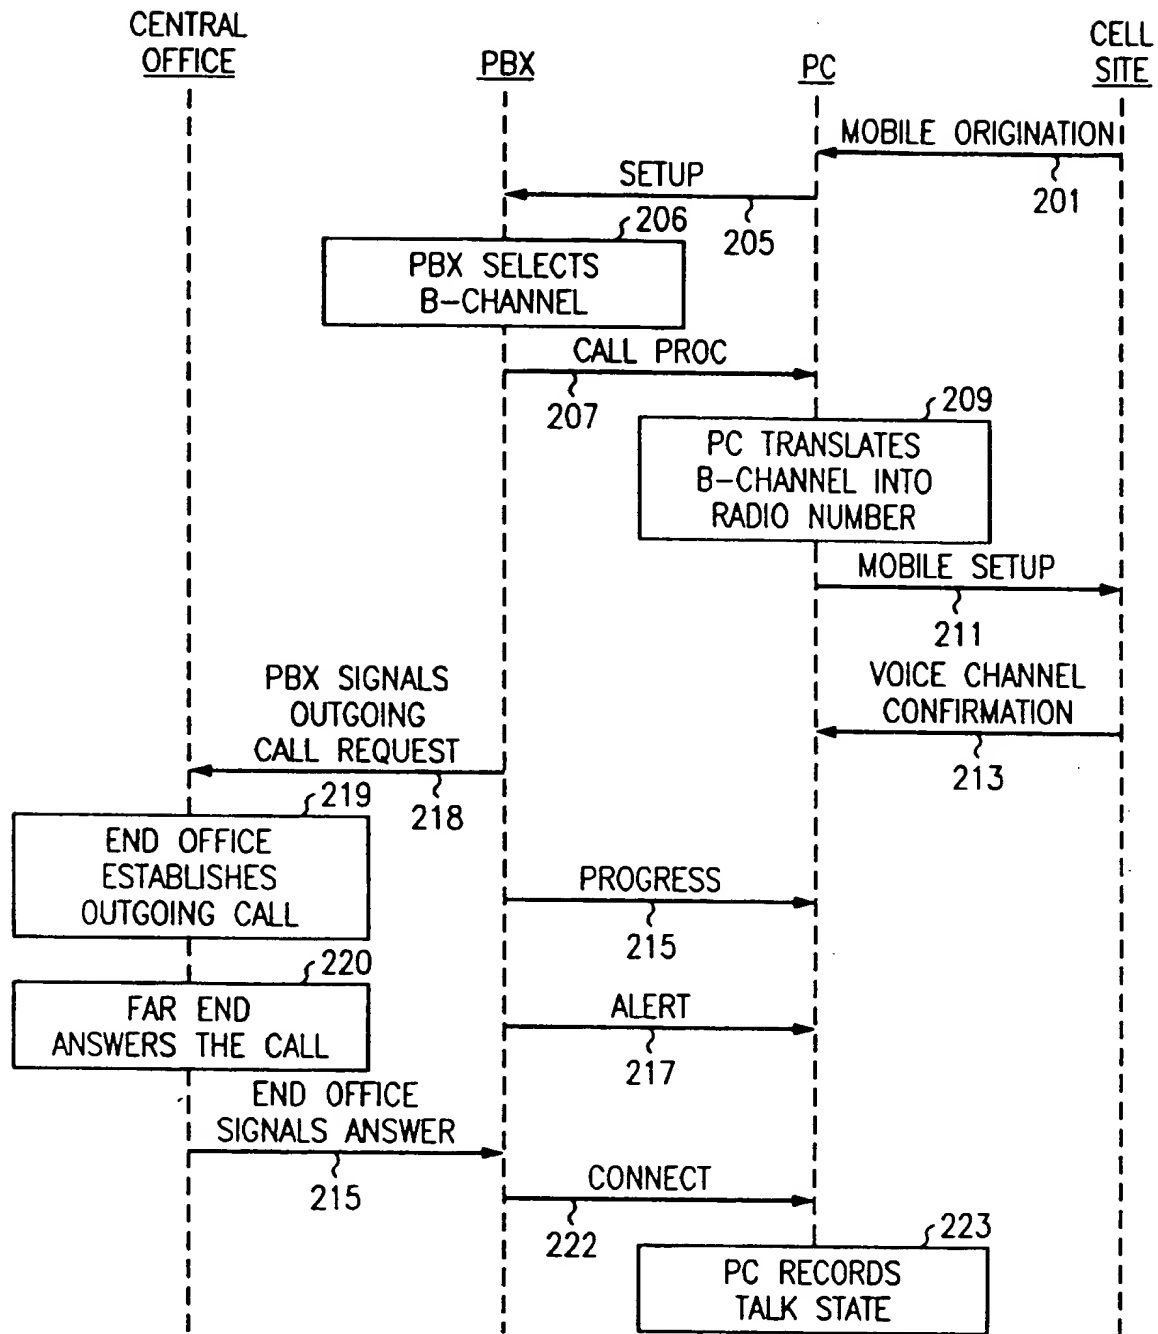 CENTRAL
OFFICE
PBX
PC
CELL
SITE
MOBILE ORIGINATION
201
SETUP
205
206
PBX SELECTS
B-CHANNEL
CALL PROC
207
209
PC TRANSLATES
B-CHANNEL INTO
RADIO NUMBER
MOBILE SETUP
211
VOICE CHANNEL
CONFIRMATION
213
PBX SIGNALS
OUTGOING
CALL REQUEST
218
219
END OFFICE
ESTABLISHES
OUTGOING CALL
PROGRESS
215
220
FAR END
ANSWERS THE CALL
ALERT
217
END OFFICE
SIGNALS ANSWER
215
CONNECT
222
223
PC RECORDS
TALK STATE